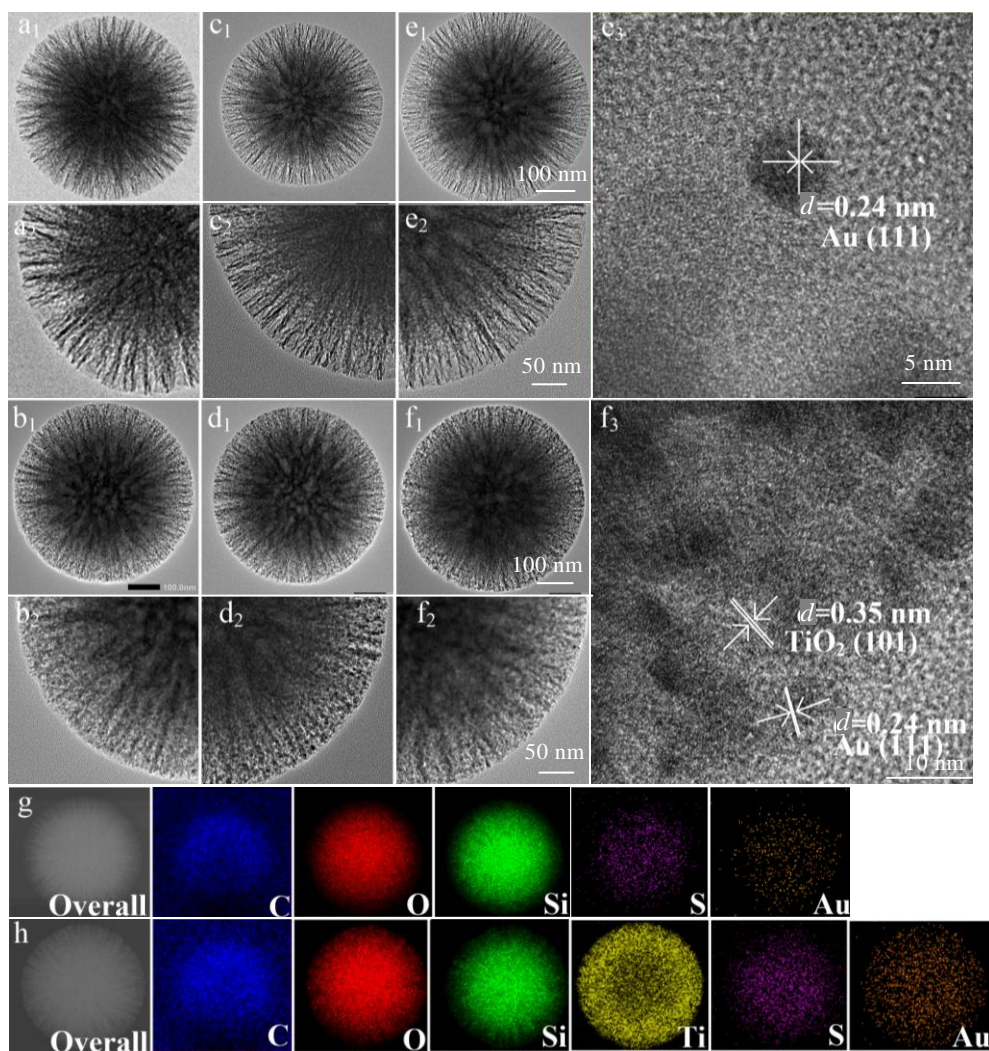 a1
c1
e1
100 nm
e3
d=0.24 nm
Au (111)
5 nm
a2
c2
e2
50 nm
b1
100.0nm
d1
f1
100 nm
f3
d=0.35 nm
TiO2 (101)
d=0.24 nm
Au (111)
10 nm
b2
d2
f2
50 nm
g
Overall
C
O
Si
S
Au
h
Overall
C
O
Si
Ti
S
Au